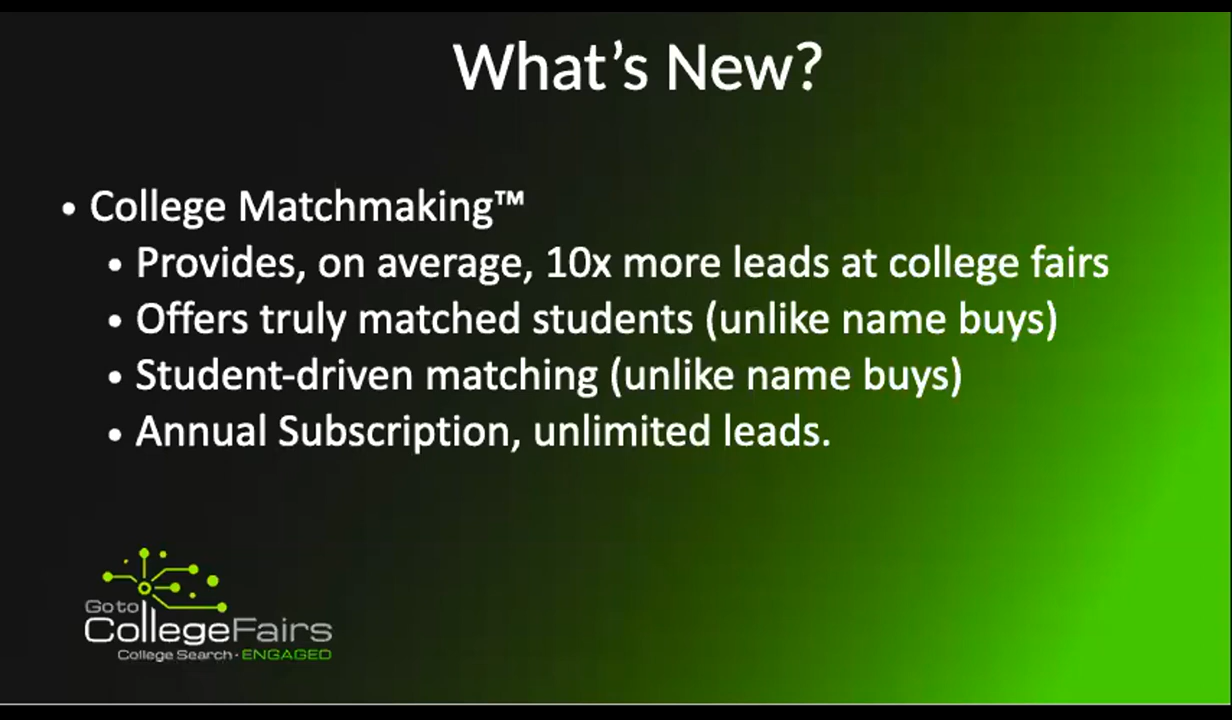 What's New?
• College Matchmaking™
• Provides, on average, 10x more leads at college fairs
• Offers truly matched students (unlike name buys)
• Student-driven matching (unlike name buys)
• Annual Subscription, unlimited leads.
Go to
CollegeFairs
College Search · ENGAGED